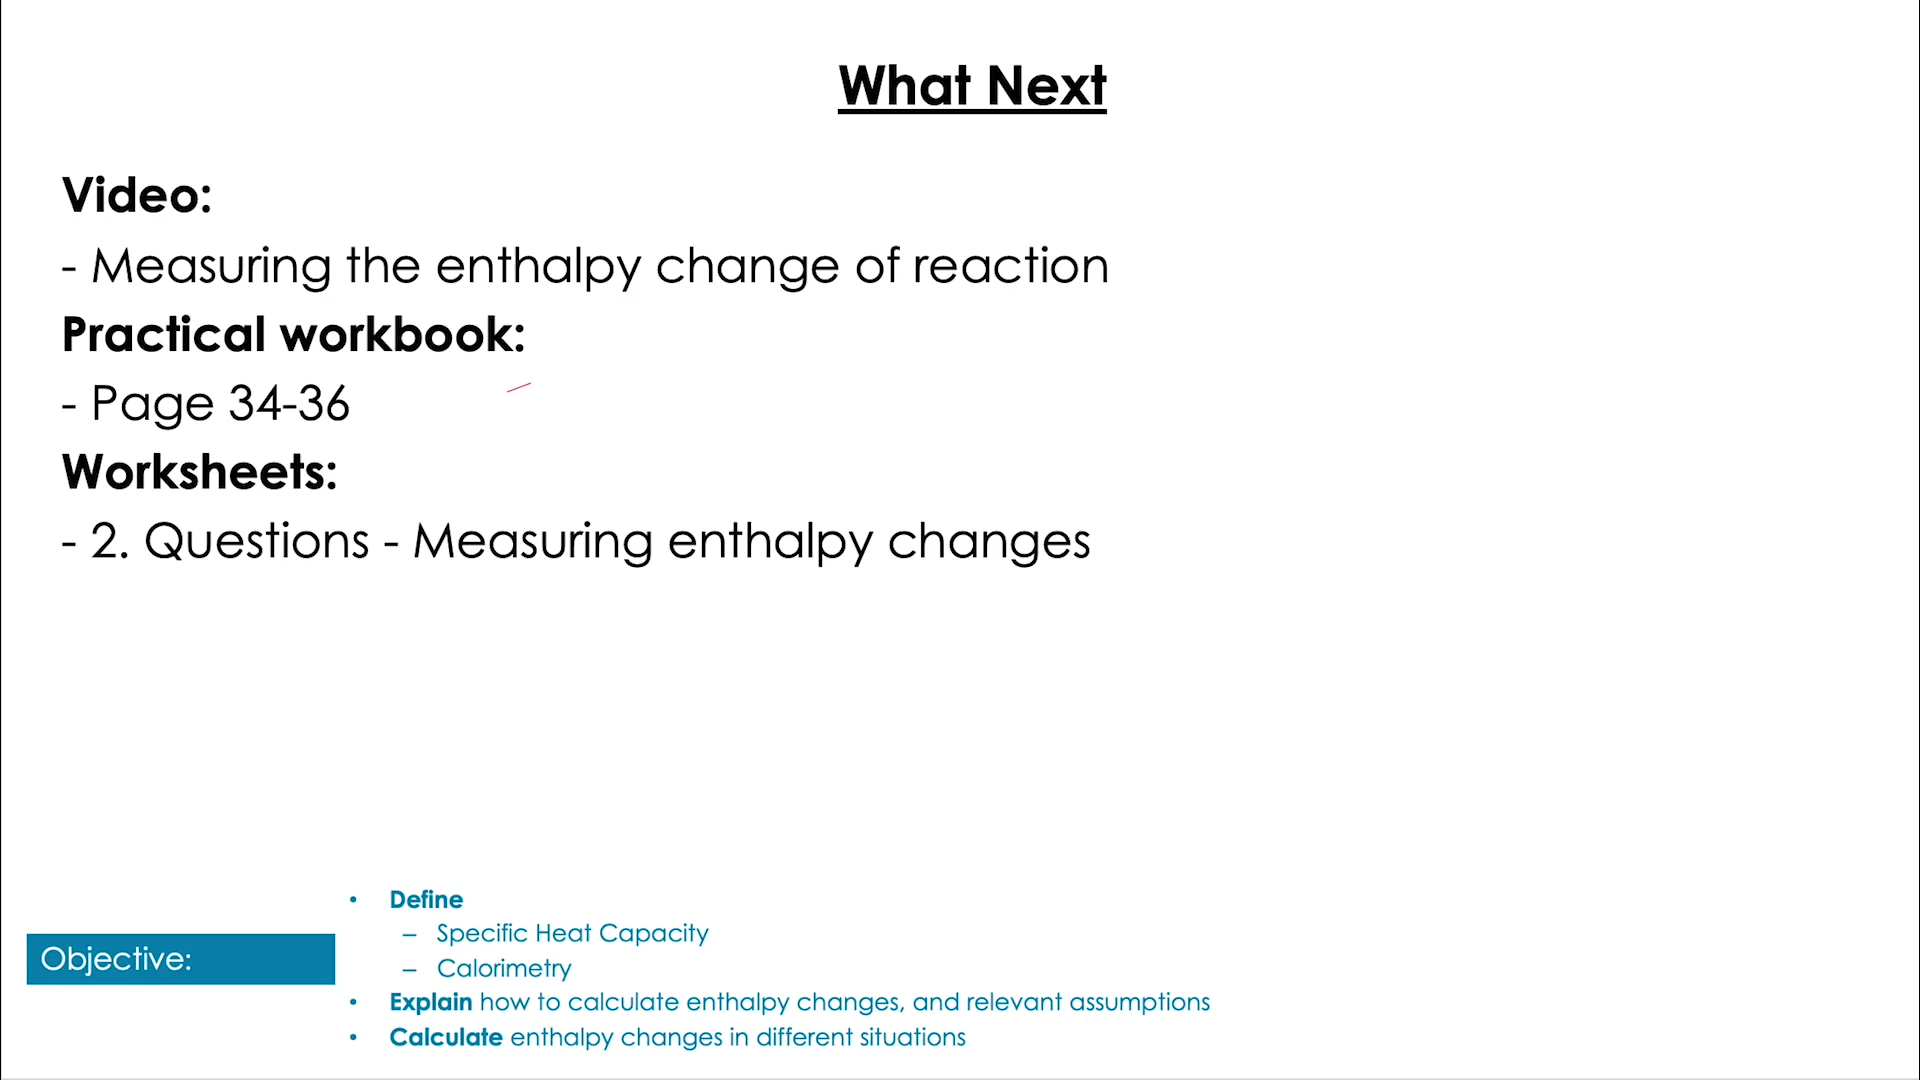 What Next
Video:
- Measuring the enthalpy change of reaction
Practical workbook:
- Page 34-36
Worksheets:
- 2. Questions - Measuring enthalpy changes
Objective:
• Define
– Specific Heat Capacity
– Calorimetry
• Explain how to calculate enthalpy changes, and relevant assumptions
• Calculate enthalpy changes in different situations